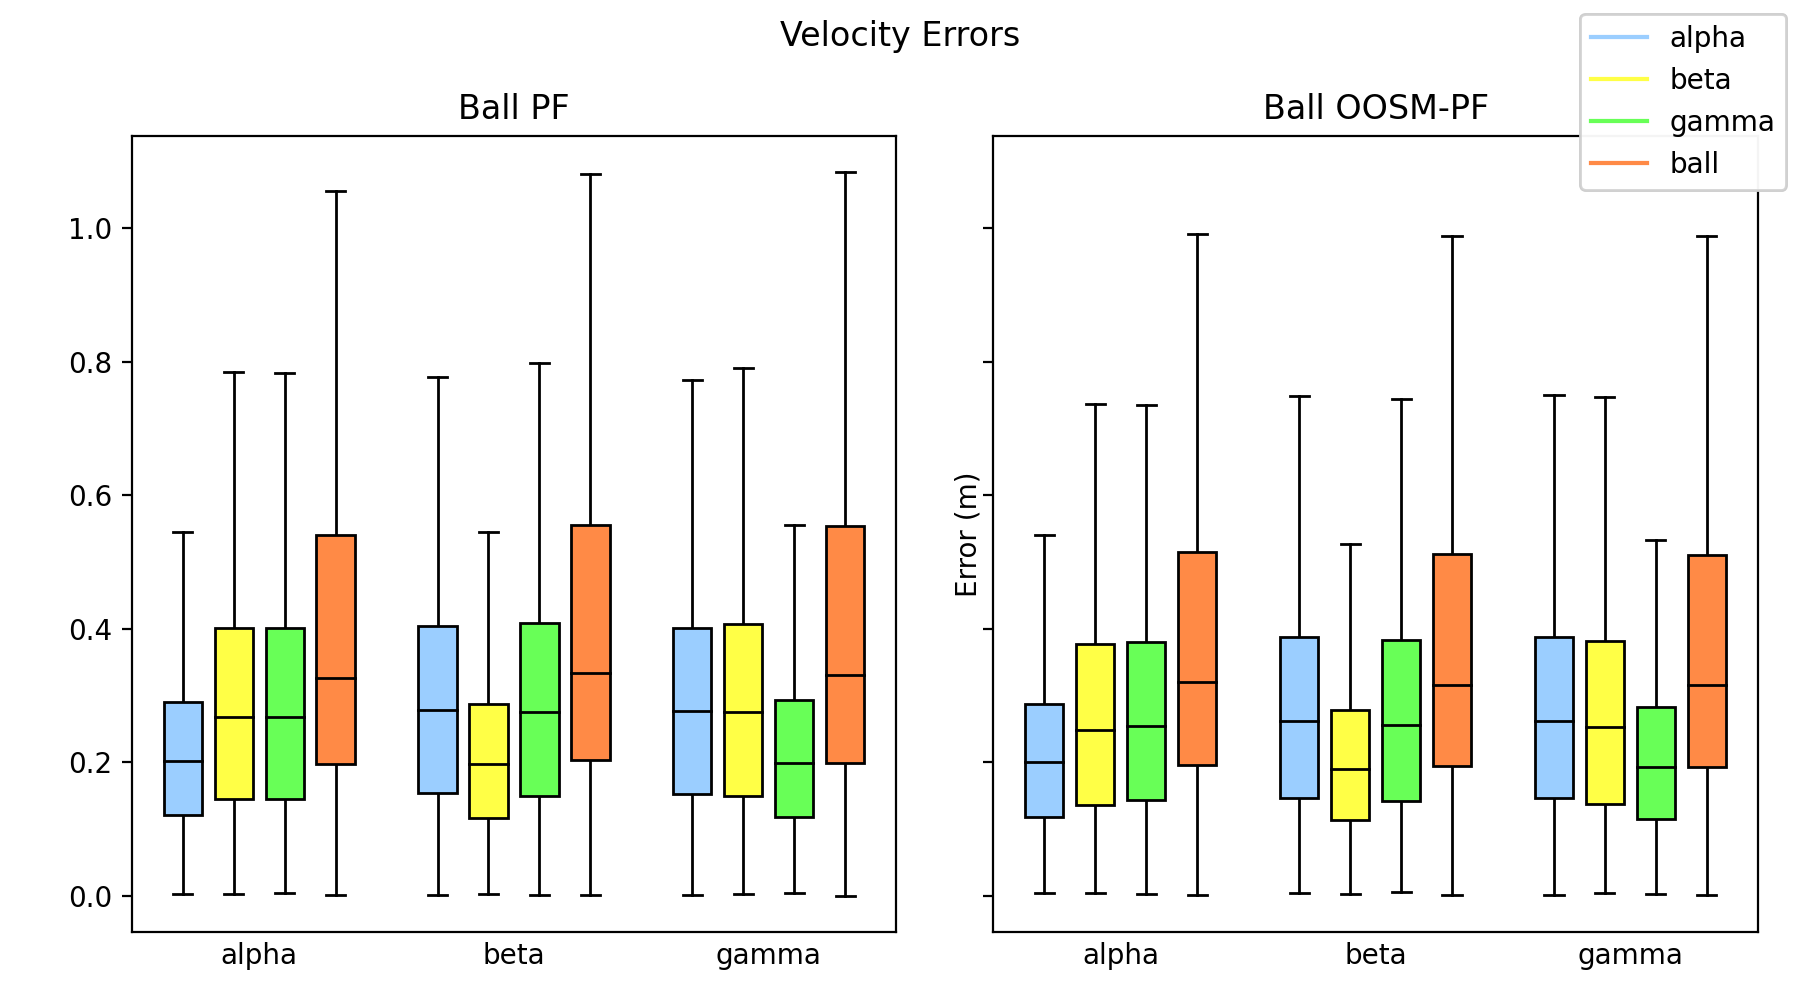 Velocity Errors
alpha
beta
gamma
ball
Ball PF
Ball OOSM-PF
1.0
0.8
0.6
0.4
0.2
0.0
Error (m)
alpha
beta
gamma
alpha
beta
gamma